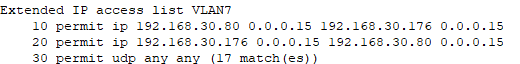 Extended IP access list VLAN7
10 permit ip 192.168.30.80 0.0.0.15 192.168.30.176 0.0.0.15
20 permit ip 192.168.30.176 0.0.0.15 192.168.30.80 0.0.0.15
30 permit udp any any (17 match(es))